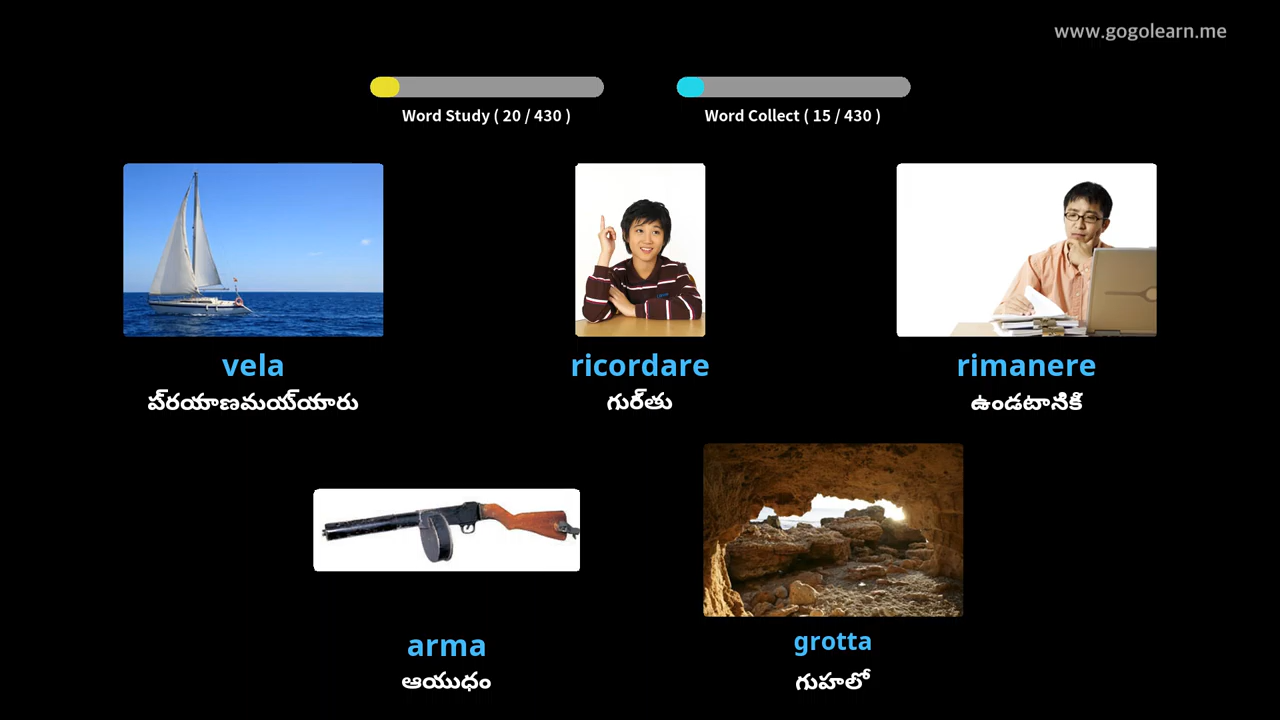 www.gogolearn.me
Word Study ( 20 / 430 )
Word Collect ( 15 / 430 )
vela
ప్రయాణమయ్యారు
ricordare
గుర్తు
rimanere
ఉండటానికి
arma
ఆయుధం
grotta
గుహలో